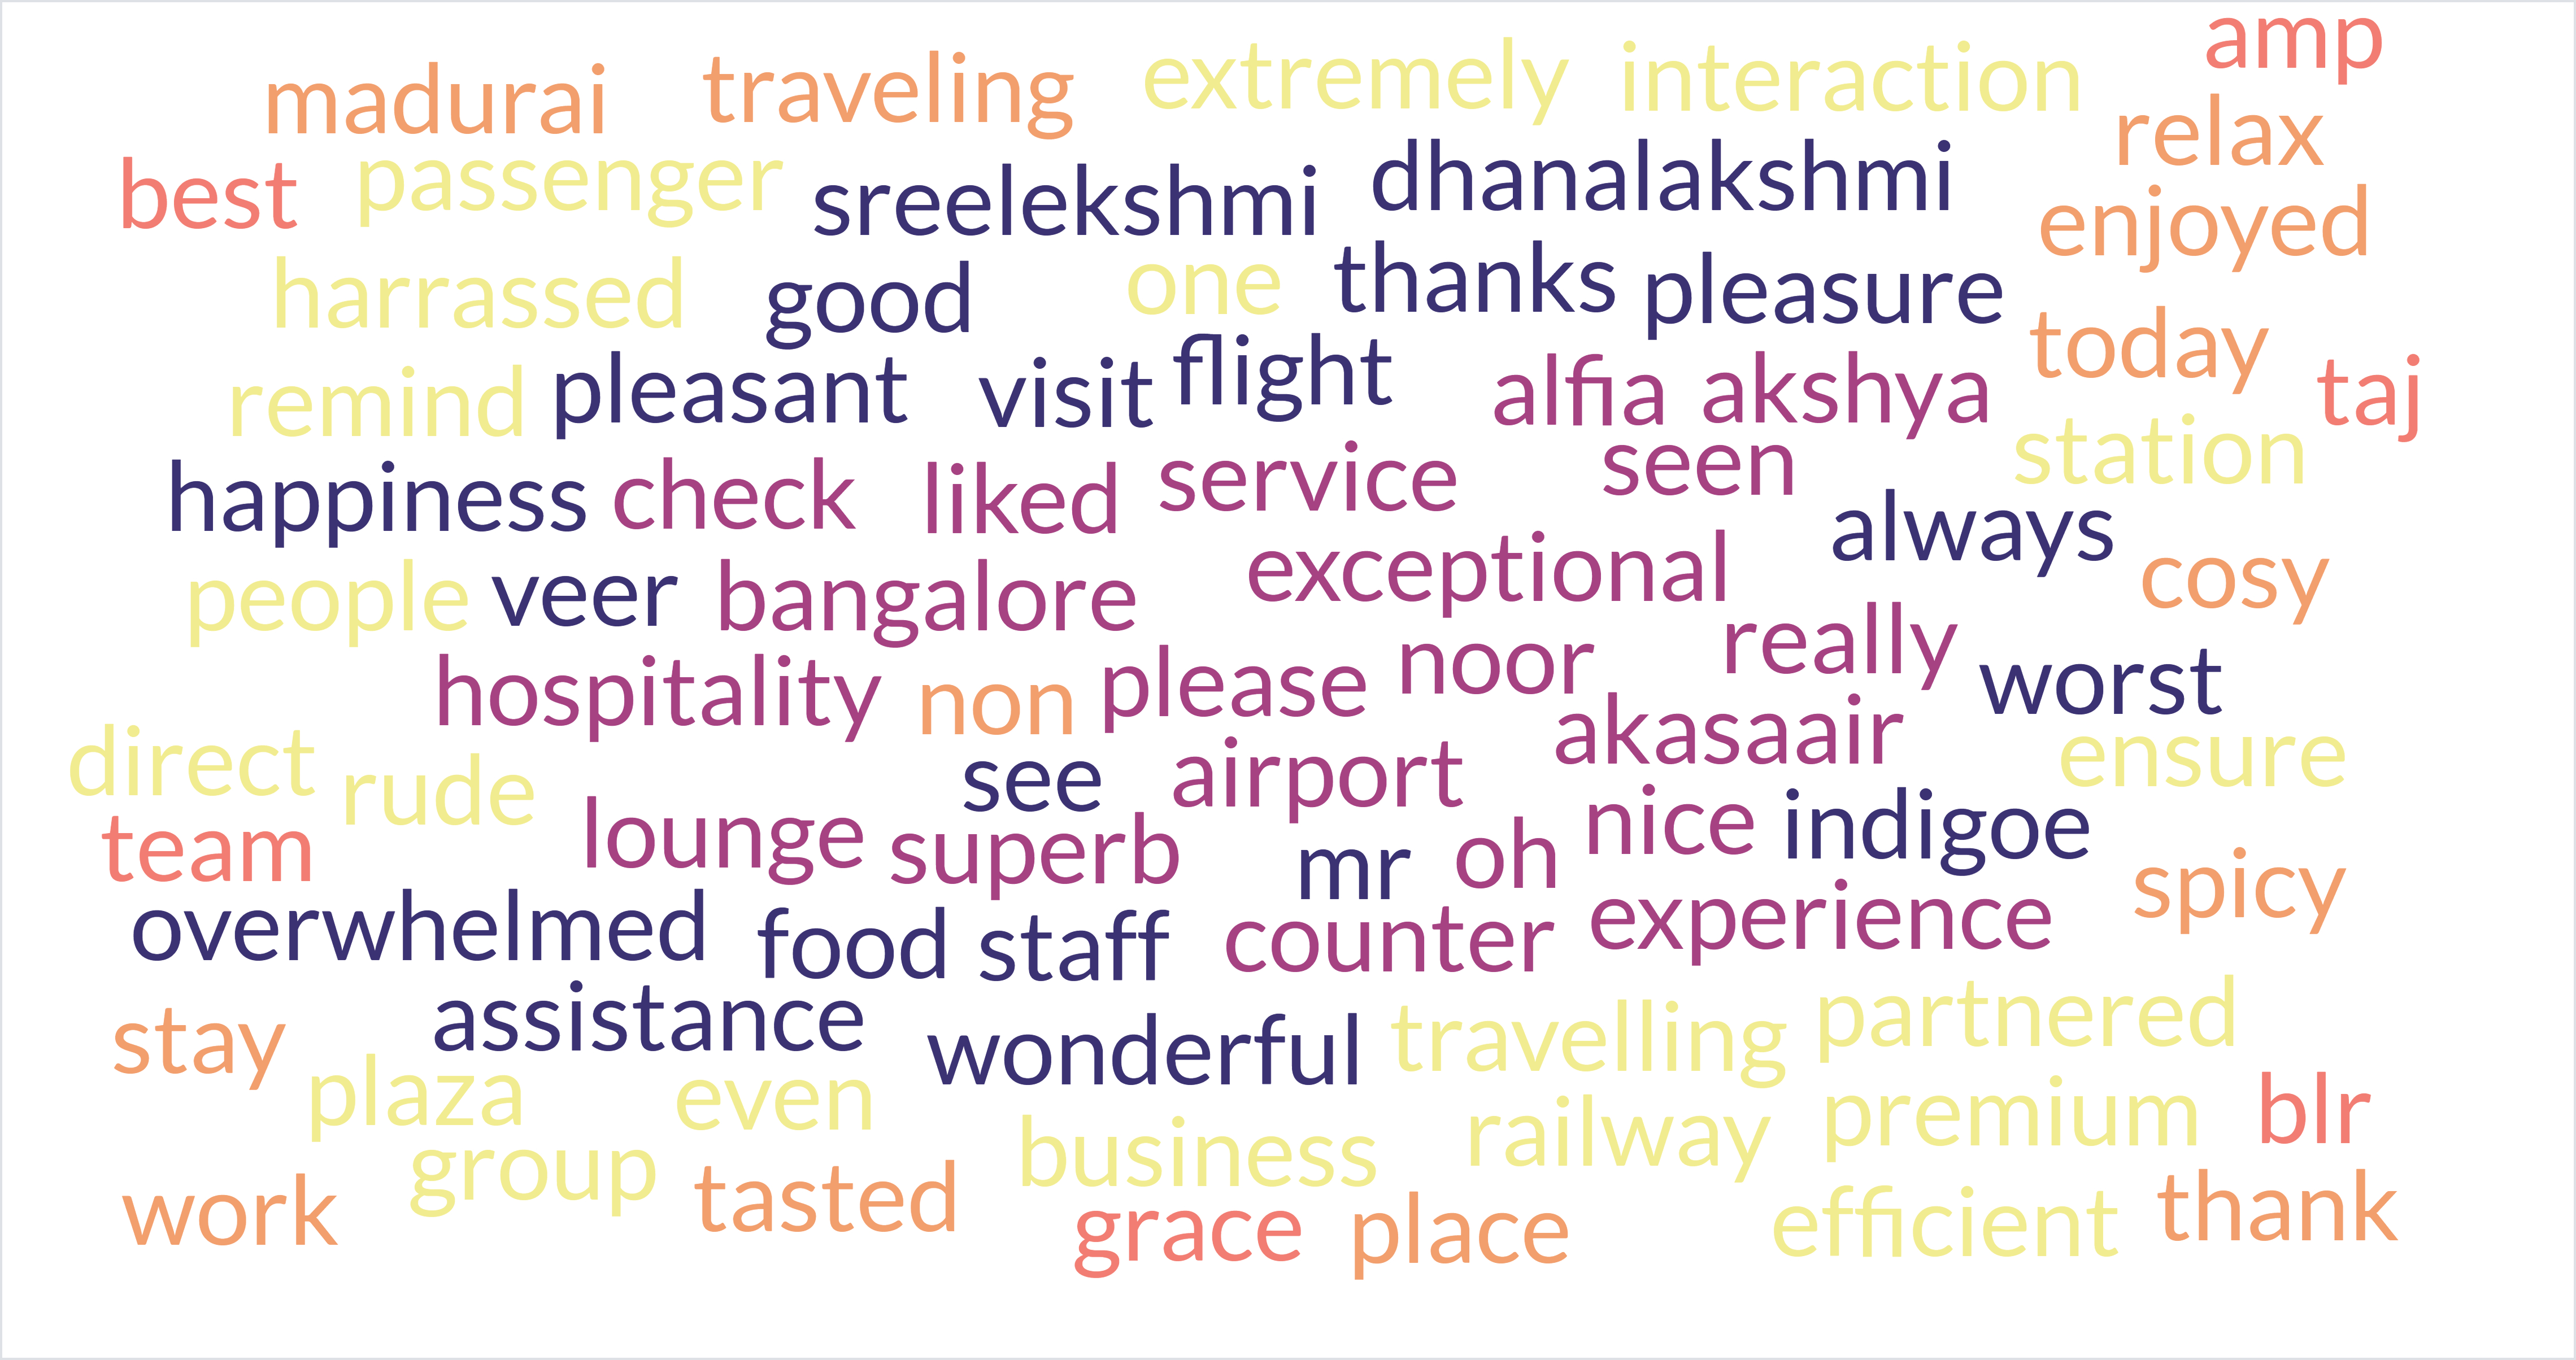 amp
madurai traveling extremely interaction
relax
best passenger sreelekshmi dhanalakshmi
enjoyed
harrassed good one thanks pleasure
today
remind pleasant visit flight alfia akshya taj
happiness check liked service seen station
always
people veer bangalore exceptional cosy
hospitality non please noor really worst
direct rude see airport akasaair ensure
team lounge superb mr oh nice indigoe
spicy
overwhelmed food staff counter experience
stay assistance wonderful travelling partnered
plaza even business railway premium blr
group
work tasted grace place efficient thank